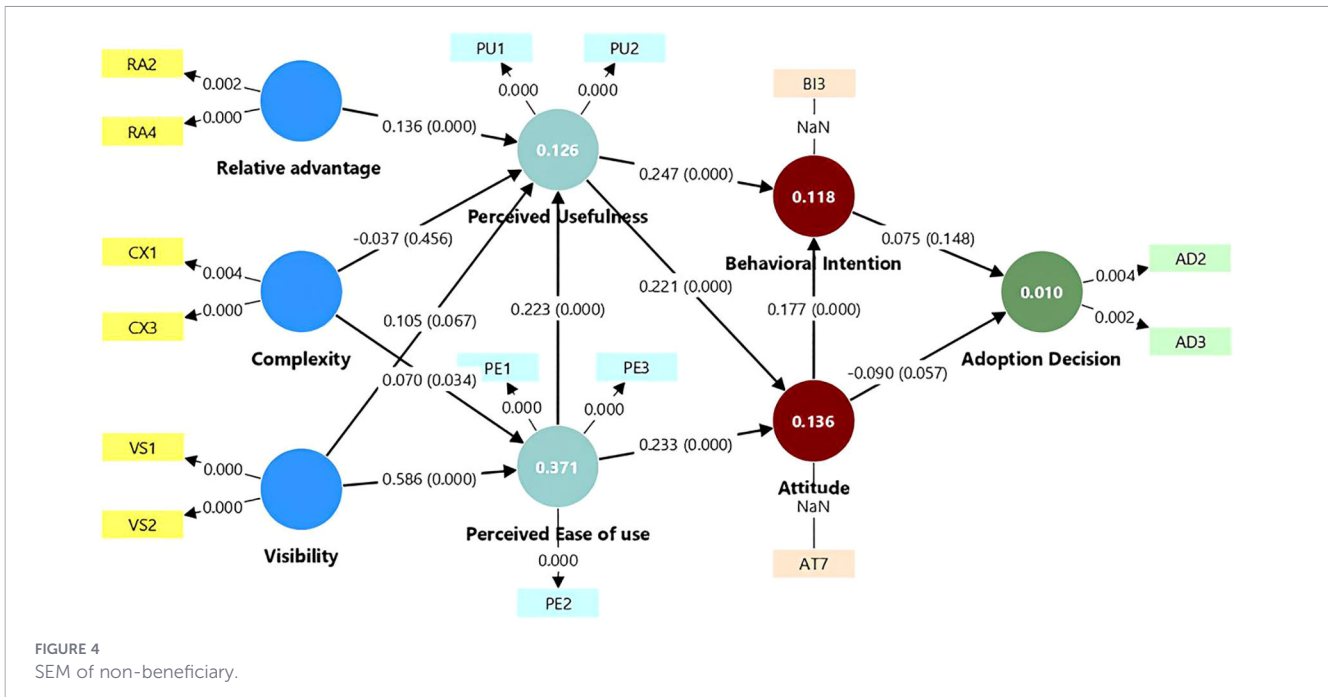 PU1
PU2
RA2
0.002
0.000
RA4
0.000
0.000
0.136 (0.000)
0.126
Relative advantage
Perceived Usefulness
BI3
NaN
0.247 (0.000)
0.118
Behavioral Intention
-0.037 (0.456)
CX1
0.004
CX3
0.000
Complexity
0.105 (0.067)
0.223 (0.000)
0.221 (0.000)
0.177 (0.000)
0.075 (0.148)
0.010
Adoption Decision
0.004
AD2
0.002
AD3
0.070 (0.034)
PE1
0.000
PE3
0.000
-0.090 (0.057)
VS1
0.000
VS2
0.000
Visibility
0.586 (0.000)
0.371
Perceived Ease of use
0.233 (0.000)
0.136
Attitude
NaN
AT7
0.000
PE2
FIGURE 4
SEM of non-beneficiary.